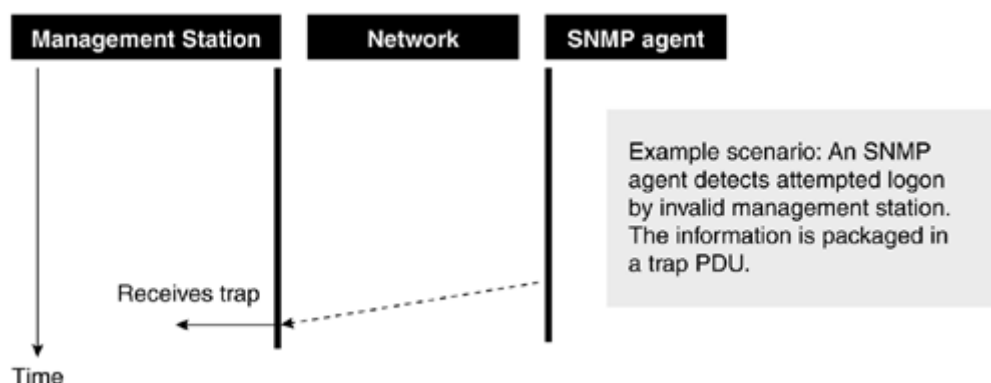 Management Station
Network
SNMP agent
Example scenario: An SNMP
agent detects attempted logon
by invalid management station.
The information is packaged in
a trap PDU.
Receives trap
Time